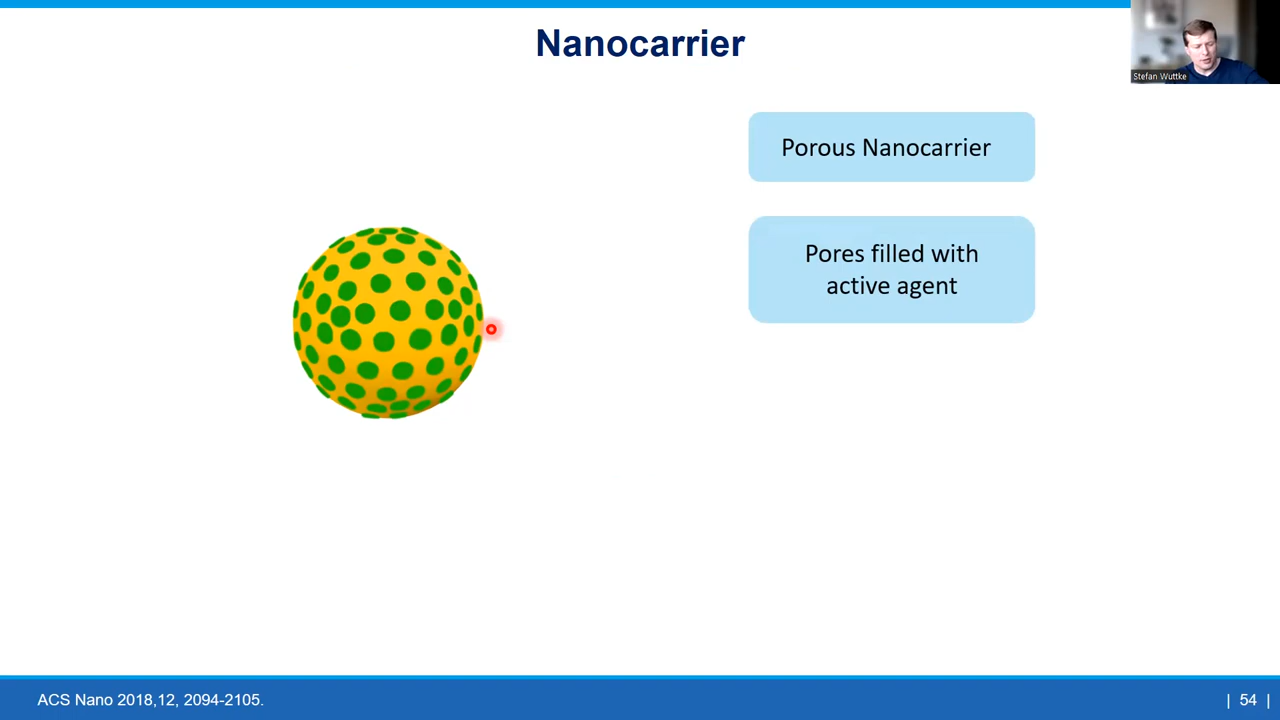 Nanocarrier
Stefan Wuttke
Porous Nanocarrier
Pores filled with
active agent
ACS Nano 2018,12, 2094-2105.
| 54 |